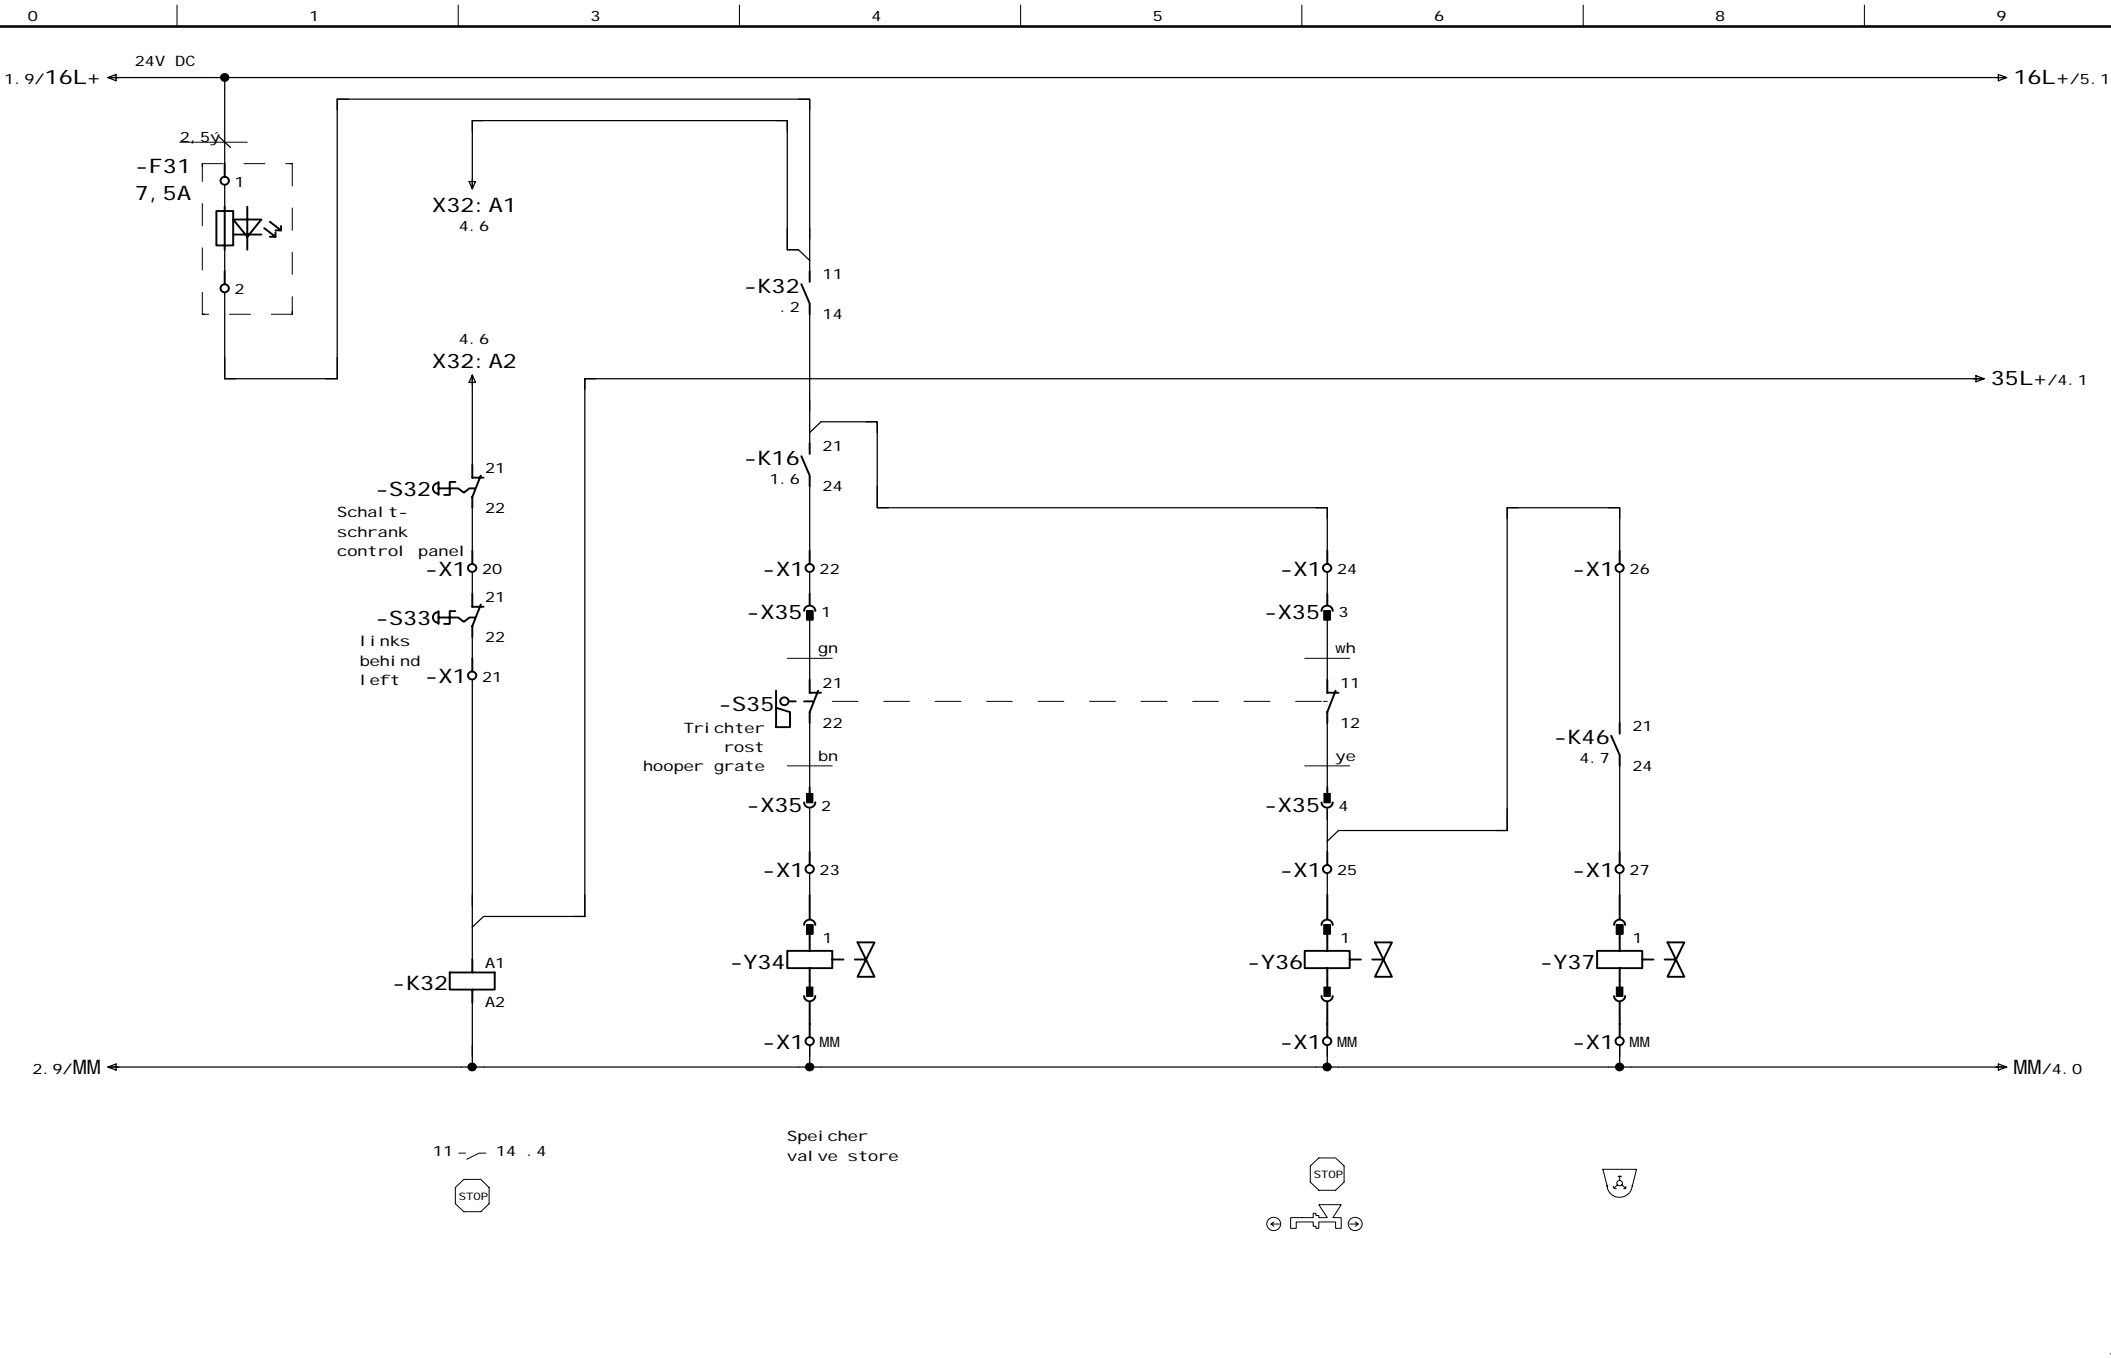 0 1 3 4 5 6 8 9
24V DC
1.9/16L+
16L+/5.1
2,5ý
-F31
7,5A
1
2
X32:A1
4.6
-K32
.2
11
14
4.6
X32:A2
35L+/4.1
-K16
1.6
21
24
-S32
21
22
Schalt-
schrank
control panel
-X1 20
-X1 22
-X1 24
-X1 26
-S33
21
22
links
behind
left
-X1 21
-X35 1
-X35 3
gn
wh
-S35
21
22
11
12
Trichter
rost
hooper grate
bn
ye
-K46
4.7
21
24
-X35 2
-X35 4
-X1 23
-X1 25
-X1 27
-K32
A1
A2
-Y34
1
-Y36
1
-Y37
1
-X1 MM
-X1 MM
-X1 MM
2.9/MM
MM/4.0
11 14 .4
STOP
Speicher
valve store
STOP